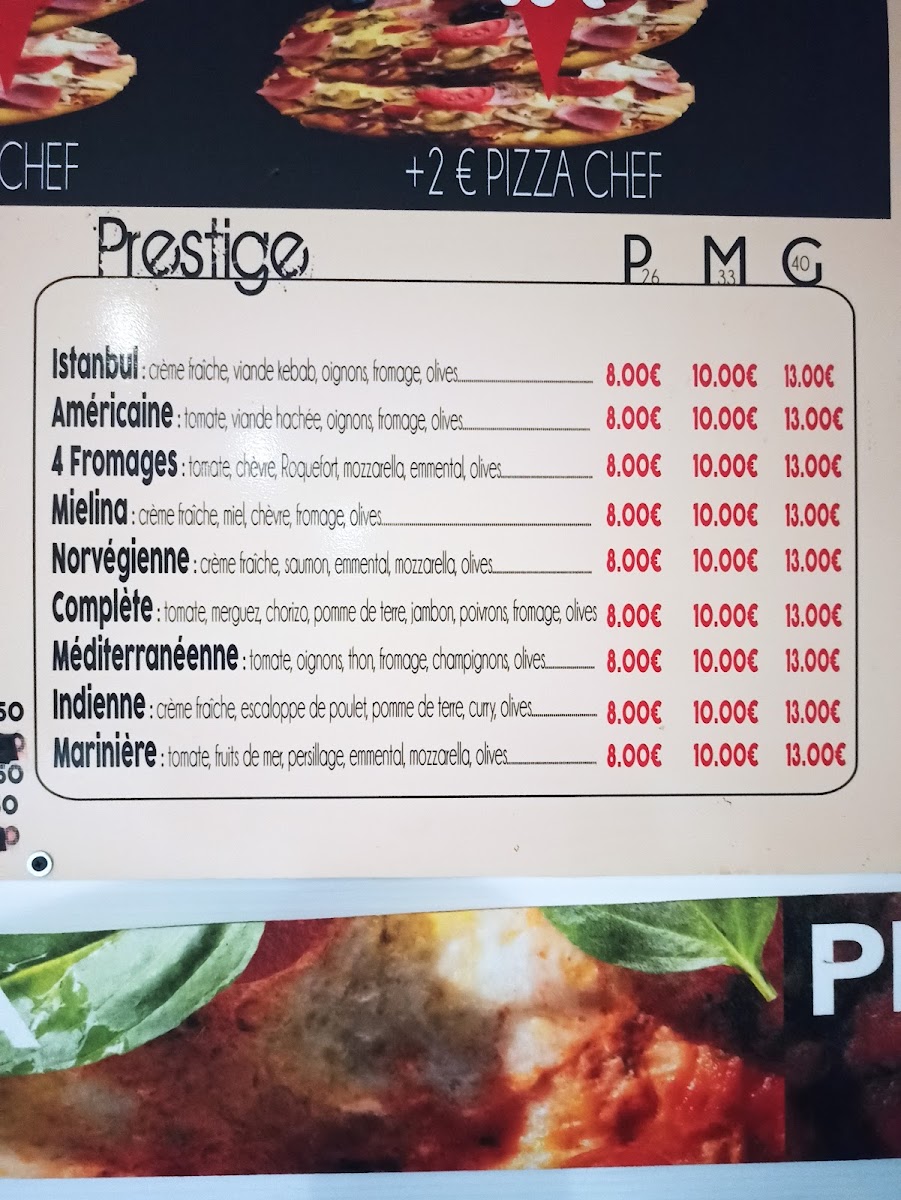 CHEF
+2 € PIZZA CHEF
Prestige P 26 M 33 G 40
Istanbul : crème fraîche, viande kebab, oignons, fromage, olives 8.00€ 10.00€ 13.00€
Américaine : tomate, viande hachée, oignons, fromage, olives 8.00€ 10.00€ 13.00€
4 Fromages : tomate, chèvre, Roquefort, mozzarella, emmental, olives 8.00€ 10.00€ 13.00€
Mielina : crème fraîche, miel, chèvre, fromage, olives 8.00€ 10.00€ 13.00€
Norvégienne : crème fraîche, saumon, emmental, mozzarella, olives 8.00€ 10.00€ 13.00€
Complète : tomate, merguez, chorizo, pomme de terre, jambon, poivrons, fromage, olives 8.00€ 10.00€ 13.00€
Méditerranéenne : tomate, oignons, thon, fromage, champignons, olives 8.00€ 10.00€ 13.00€
Indienne : crème fraîche, escaloppe de poulet, pomme de terre, curry, olives 8.00€ 10.00€ 13.00€
Marinière : tomate, fruits de mer, persillage, emmental, mozzarella, olives 8.00€ 10.00€ 13.00€